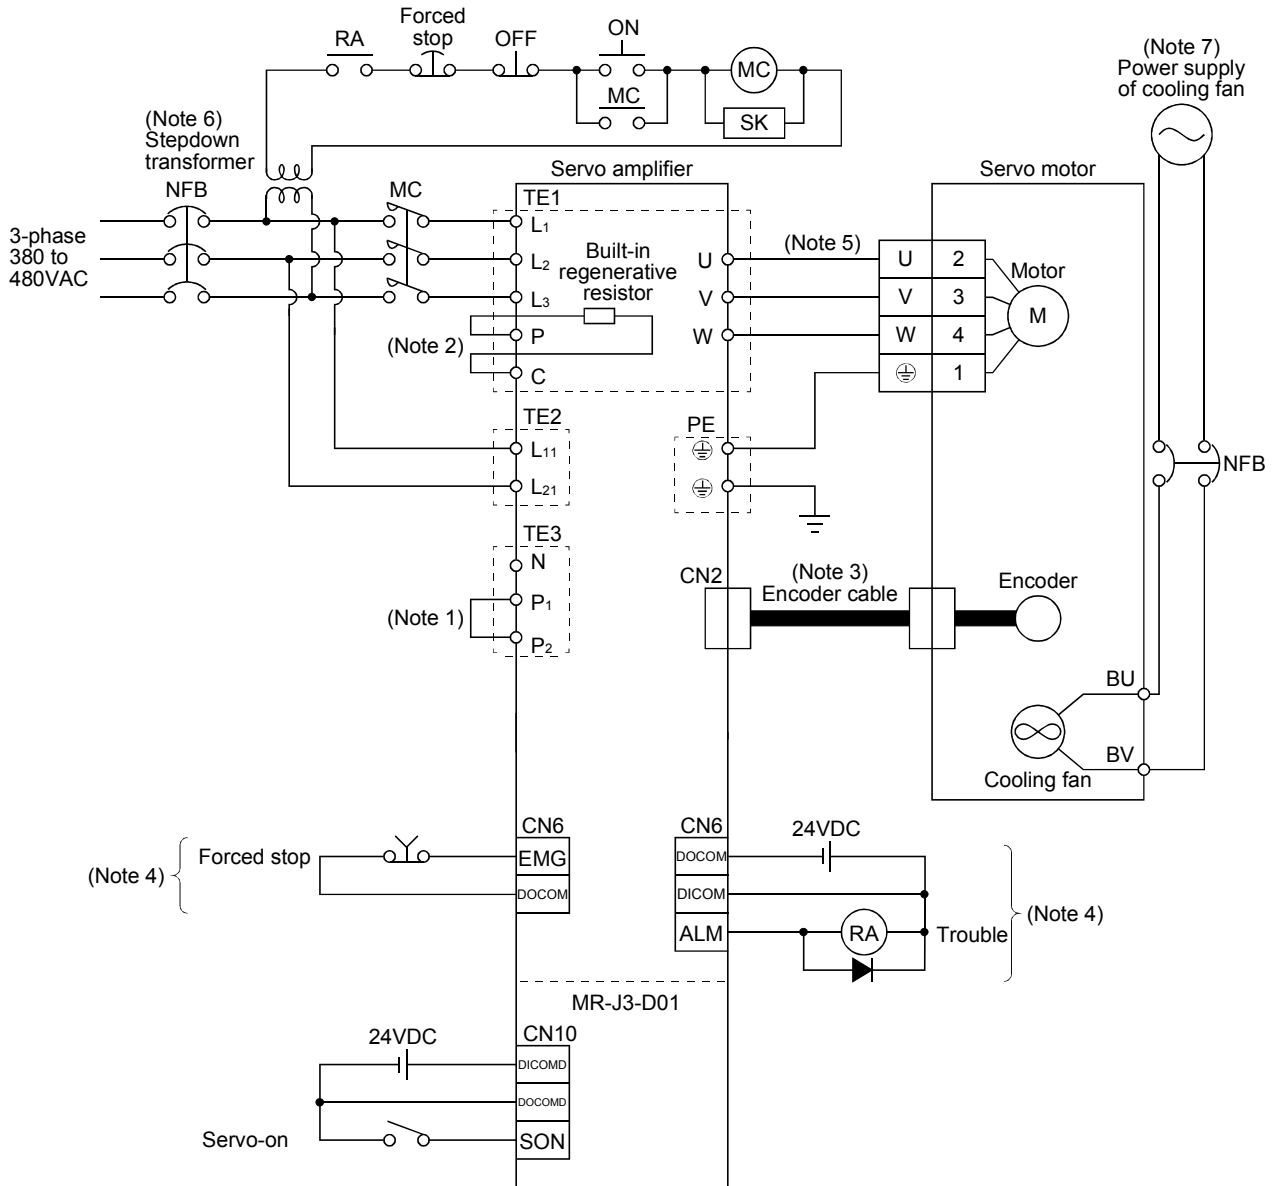 Forced
stop
RA
OFF
ON
MC
MC
SK
(Note 7)
Power supply
of cooling fan
(Note 6)
Stepdown
transformer
NFB
MC
Servo amplifier
Servo motor
3-phase
380 to
480VAC
TE1
L1
L2
L3
P
C
Built-in
regenerative
resistor
(Note 2)
U
V
W
(Note 5)
U 2
V 3
W 4
1
Motor
M
TE2
L11
L21
PE
NFB
TE3
N
P1
P2
(Note 1)
CN2
(Note 3)
Encoder cable
Encoder
BU
BV
Cooling fan
(Note 4)
Forced stop
CN6
EMG
DOCOM
CN6
DOCOM
DICOM
ALM
24VDC
RA
Trouble
(Note 4)
MR-J3-D01
CN10
24VDC
DICOMD
DOCOMD
SON
Servo-on